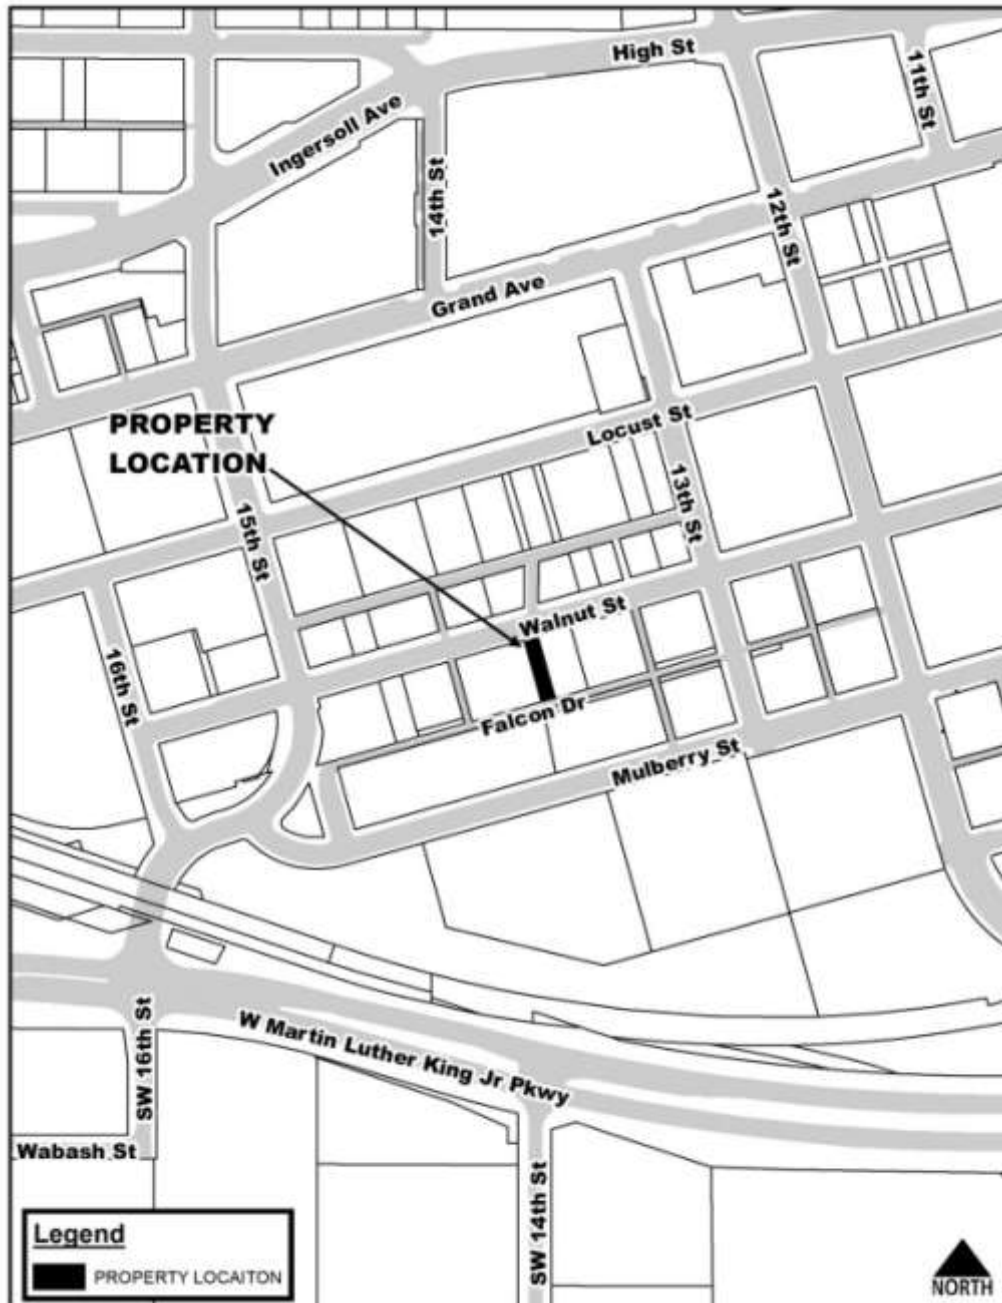 High St
11th St
Ingersoll Ave
14th St
12th St
Grand Ave
PROPERTY
LOCATION
Locust St
13th St
15th St
Walnut St
16th St
Falcon Dr
Mulberry St
W Martin Luther King Jr Pkwy
SW 16th St
Wabash St
SW 14th St
Legend
PROPERTY LOCAITON
NORTH